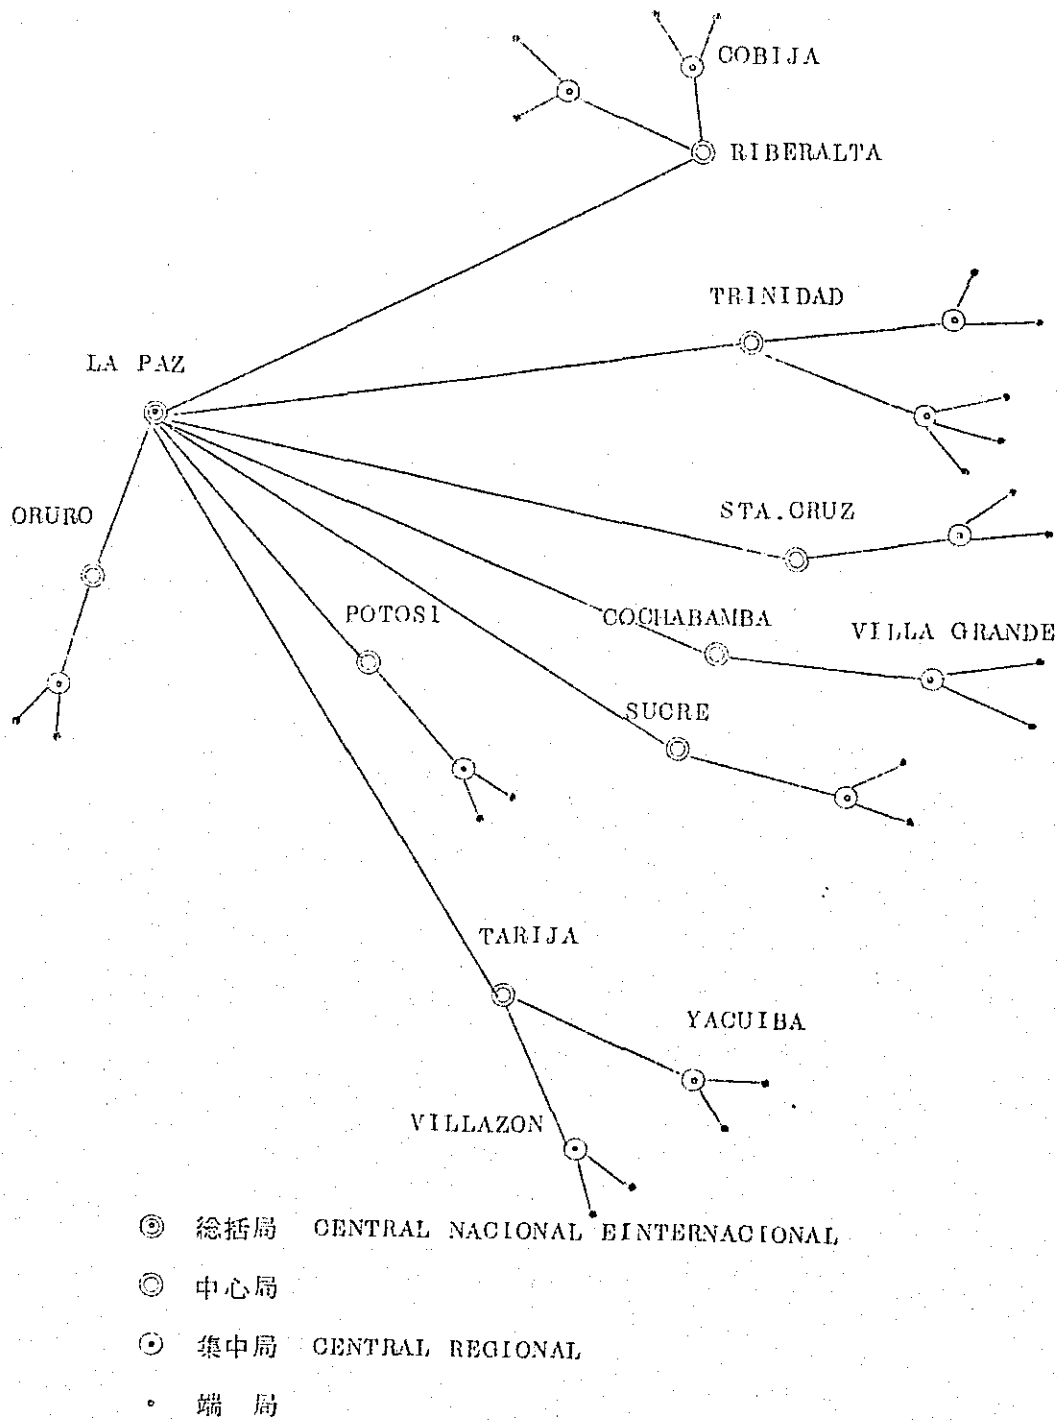 COBIJA
RIBERALTA
TRINIDAD
LA PAZ
ORURO
STA.CRUZ
POTOSI
COCHABAMBA
VILLA GRANDE
SUCRE
TARIJA
YACUIBA
VILLAZON
総括局 CENTRAL NACIONAL EINTERNACIONAL
中心局
集中局 CENTRAL REGIONAL
端 局